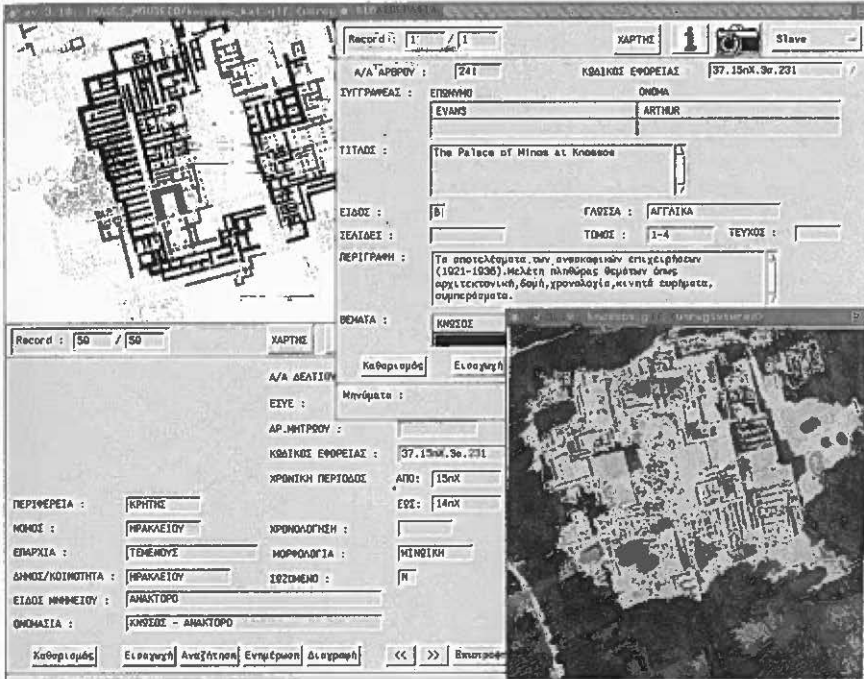 Record : 1 / 1 ΧΑΡΤΗΣ i Slave
Α/Α ΑΡΘΡΟΥ : 241 ΚΩΔΙΚΟΣ ΕΦΟΡΕΙΑΣ : 37.15πΧ.3α.231
ΣΥΓΓΡΑΦΕΑΣ : ΕΠΩΝΥΜΟ ΟΝΟΜΑ
EVANS ARTHUR
ΤΙΤΛΟΣ : The Palace of Minos at Knossos
ΕΙΔΟΣ : Β ΓΛΩΣΣΑ : ΑΓΓΛΙΚΑ
ΣΕΛΙΔΕΣ : ΤΟΜΟΣ : 1-4 ΤΕΥΧΟΣ :
ΠΕΡΙΓΡΑΦΗ : Τα αποτελέσματα των ανασκαφικών επιχειρήσεων
(1921-1936).Μελέτη πληθώρας θεμάτων όπως
αρχιτεκτονική,δομή,χρονολογία,κινητά ευρήματα,
συμπεράσματα.
ΘΕΜΑΤΑ : ΚΝΩΣΟΣ
Καθαρισμός Εισαγωγή
Μηνύματα :
Record : 50 / 50 ΧΑΡΤΗΣ
Α/Α ΔΕΛΤΙΟΥ
ΕΣΥΕ :
ΑΡ.ΜΗΤΡΩΟΥ :
ΚΩΔΙΚΟΣ ΕΦΟΡΕΙΑΣ : 37.15πΧ.3α.231
ΧΡΟΝΙΚΗ ΠΕΡΙΟΔΟΣ ΑΠΟ: 15πΧ
ΠΕΡΙΦΕΡΕΙΑ : ΚΡΗΤΗΣ ΕΩΣ: 14πΧ
ΝΟΜΟΣ : ΗΡΑΚΛΕΙΟΥ ΧΡΟΝΟΛΟΓΗΣΗ :
ΕΠΑΡΧΙΑ : ΤΕΜΕΝΟΥΣ ΜΟΡΦΟΛΟΓΙΑ : ΜΙΝΩΙΚΗ
ΔΗΜΟΣ/ΚΟΙΝΟΤΗΤΑ : ΗΡΑΚΛΕΙΟΥ ΣΩΖΟΜΕΝΟ : Ν
ΕΙΔΟΣ ΜΝΗΜΕΙΟΥ : ΑΝΑΚΤΟΡΟ
ΟΝΟΜΑΣΙΑ : ΚΝΩΣΟΣ - ΑΝΑΚΤΟΡΟ
Καθαρισμός Εισαγωγή Αναζήτηση Ενημέρωση Διαγραφή << >> Επιστροφ